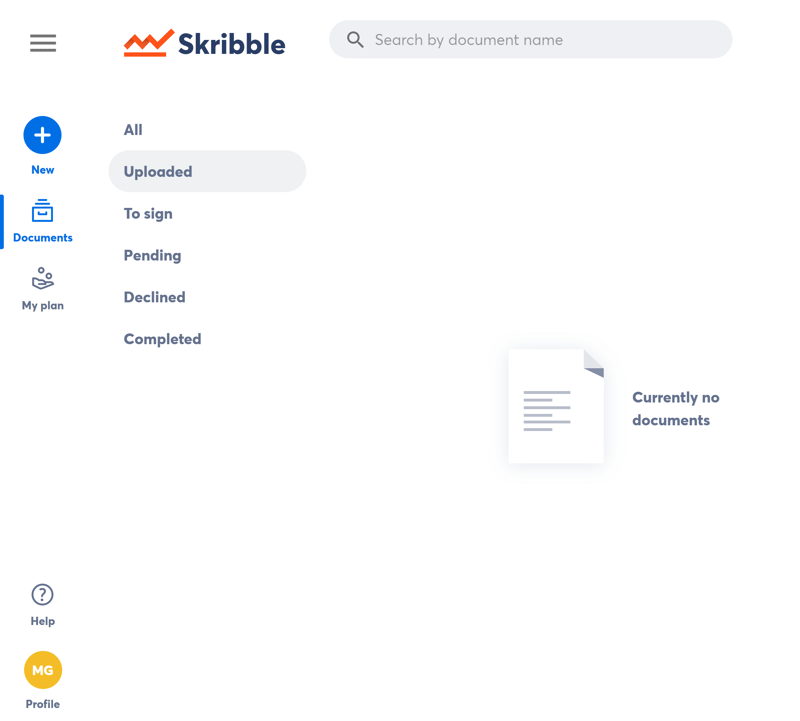 Skribble
Search by document name
New
Documents
My plan
All
Uploaded
To sign
Pending
Declined
Completed
Currently no
documents
?
Help
MG
Profile